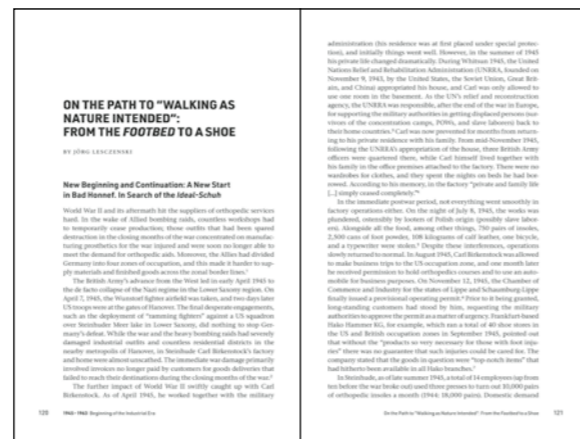 ON THE PATH TO “WALKING AS
NATURE INTENDED”:
FROM THE FOOTBED TO A SHOE
BY JÖRG LESCZENSKI
New Beginning and Continuation: A New Start
in Bad Honnef. In Search of the Ideal-Schuh
World War II and its aftermath hit the suppliers of orthopedic services
hard. In the wake of Allied bombing raids, countless workshops had
to temporarily cease production; those outfits that had been spared
destruction in the closing months of the war concentrated on manufac-
turing prosthetics for the war injured and were soon no longer able to
meet the demand for orthopedic aids. Moreover, the Allies had divided
Germany into four zones of occupation, and this made it harder to sup-
ply materials and finished goods across the zonal border lines.¹
The British Army’s advance from the West led in early April 1945 to
the de facto collapse of the Nazi regime in the Lower Saxony region. On
April 7, 1945, the Wunstorf fighter airfield was taken, and two days later
US troops were at the gates of Hanover. The final desperate engagements,
such as the deployment of “ramming fighters” against a US squadron
over Steinhuder Meer lake in Lower Saxony, did nothing to stop Ger-
many’s defeat. While the war and the heavy bombing raids had severely
damaged industrial outfits and countless residential districts in the
nearby metropolis of Hanover, in Steinhude Carl Birkenstock’s factory
and home were almost unscathed. The immediate war damage primarily
involved invoices no longer paid by customers for goods deliveries that
failed to reach their destinations during the closing months of the war.²
The further impact of World War II swiftly caught up with Carl
Birkenstock. As of April 1945, he worked together with the military
120 1945–1963 Beginning of the Industrial Era
administration (his residence was at first placed under special protec-
tion), and initially things went well. However, in the summer of 1945
his private life changed dramatically. During Whitsun 1945, the United
Nations Relief and Rehabilitation Administration (UNRRA, founded on
November 9, 1943, by the United States, the Soviet Union, Great Brit-
ain, and China) appropriated his house, and Carl was only allowed to
use one room in the basement. As the UN’s relief and reconstruction
agency, the UNRRA was responsible, after the end of the war in Europe,
for supporting the military authorities in getting displaced persons (sur-
vivors of the concentration camps, POWs, and slave laborers) back to
their home countries.³ Carl was now prevented for months from return-
ing to his private residence with his family. From mid-November 1945,
following the UNRRA’s appropriation of the house, three British Army
officers were quartered there, while Carl himself lived together with
his family in the office premises attached to the factory. There were no
wardrobes for clothes, and they spent the nights on beds he had bor-
rowed. According to his memory, in the factory “private and family life
[...] simply ceased completely.”⁴
In the immediate postwar period, not everything went smoothly in
factory operations either. On the night of July 8, 1945, the works was
plundered, ostensibly by looters of Polish origin (possibly slave labor-
ers). Alongside all the food, among other things, 750 pairs of insoles,
2,500 cans of foot powder, 108 kilograms of calf leather, one bicycle,
and a typewriter were stolen.⁵ Despite these interferences, operations
slowly returned to normal. In August 1945, Carl Birkenstock was allowed
to make business trips to the US occupation zone, and one month later
he received permission to hold orthopedics courses and to use an auto-
mobile for business purposes. On November 12, 1945, the Chamber of
Commerce and Industry for the states of Lippe and Schaumburg-Lippe
finally issued a provisional operating permit.⁶ Prior to it being granted,
long-standing customers had stood by him, requesting the military
authorities to approve the permit as a matter of urgency. Frankfurt-based
Hako Hammer KG, for example, which ran a total of 40 shoe stores in
the US and British occupation zones in September 1945, pointed out
that without the “products so very necessary for those with foot inju-
ries” there was no guarantee that such injuries could be cared for. The
company stated that the goods in question were “top-notch items” that
had hitherto been available in all Hako branches.⁷
In Steinhude, as of late summer 1945, a total of 14 employees (up from
ten before the war broke out) used three presses to turn out 10,000 pairs
of orthopedic insoles a month (1944: 18,000 pairs). Domestic demand
On the Path to “Walking as Nature Intended”: From the Footbed to a Shoe 121